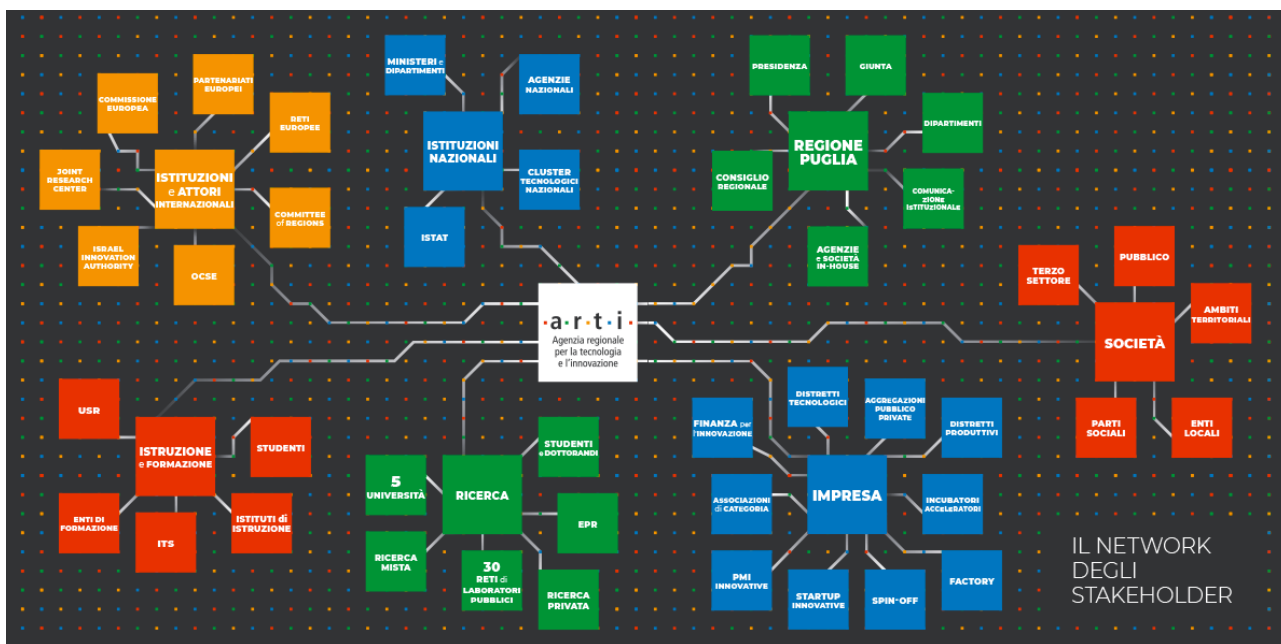 COMMISSIONE
EUROPEA
PARTENARIATI
EUROPEI
RETI
EUROPEE
JOINT
RESEARCH
CENTER
ISTITUZIONI
e ATTORI
INTERNAZIONALI
COMMITTEE
of REGIONS
ISRAEL
INNOVATION
AUTHORITY
OCSE
MINISTERI e
DIPARTIMENTI
AGENZIE
NAZIONALI
ISTITUZIONI
NAZIONALI
CLUSTER
TECNOLOGICI
NAZIONALI
ISTAT
PRESIDENZA
GIUNTA
DIPARTIMENTI
REGIONE
PUGLIA
CONSIGLIO
REGIONALE
COMUNICA-
ZIONE
ISTITUZIONALE
AGENZIE
e SOCIETÀ
IN-HOUSE
TERZO
SETTORE
PUBBLICO
AMBITI
TERRITORIALI
SOCIETÀ
PARTI
SOCIALI
ENTI
LOCALI
·a·r·t·i·
Agenzia regionale
per la tecnologia
e l'innovazione
USR
ISTRUZIONE
e FORMAZIONE
STUDENTI
ENTI DI
FORMAZIONE
ITS
ISTITUTI di
ISTRUZIONE
5
UNIVERSITÀ
RICERCA
STUDENTI
e DOTTORANDI
EPR
RICERCA
MISTA
30
RETI di
LABORATORI
PUBBLICI
RICERCA
PRIVATA
FINANZA per
l'INNOVAZIONE
DISTRETTI
TECNOLOGICI
AGGREGAZIONI
PUBBLICO
PRIVATE
DISTRETTI
PRODUTTIVI
ASSOCIAZIONI
di CATEGORIA
IMPRESA
INCUBATORI
ACCELERATORI
PMI
INNOVATIVE
STARTUP
INNOVATIVE
SPIN-OFF
FACTORY
IL NETWORK
DEGLI
STAKEHOLDER